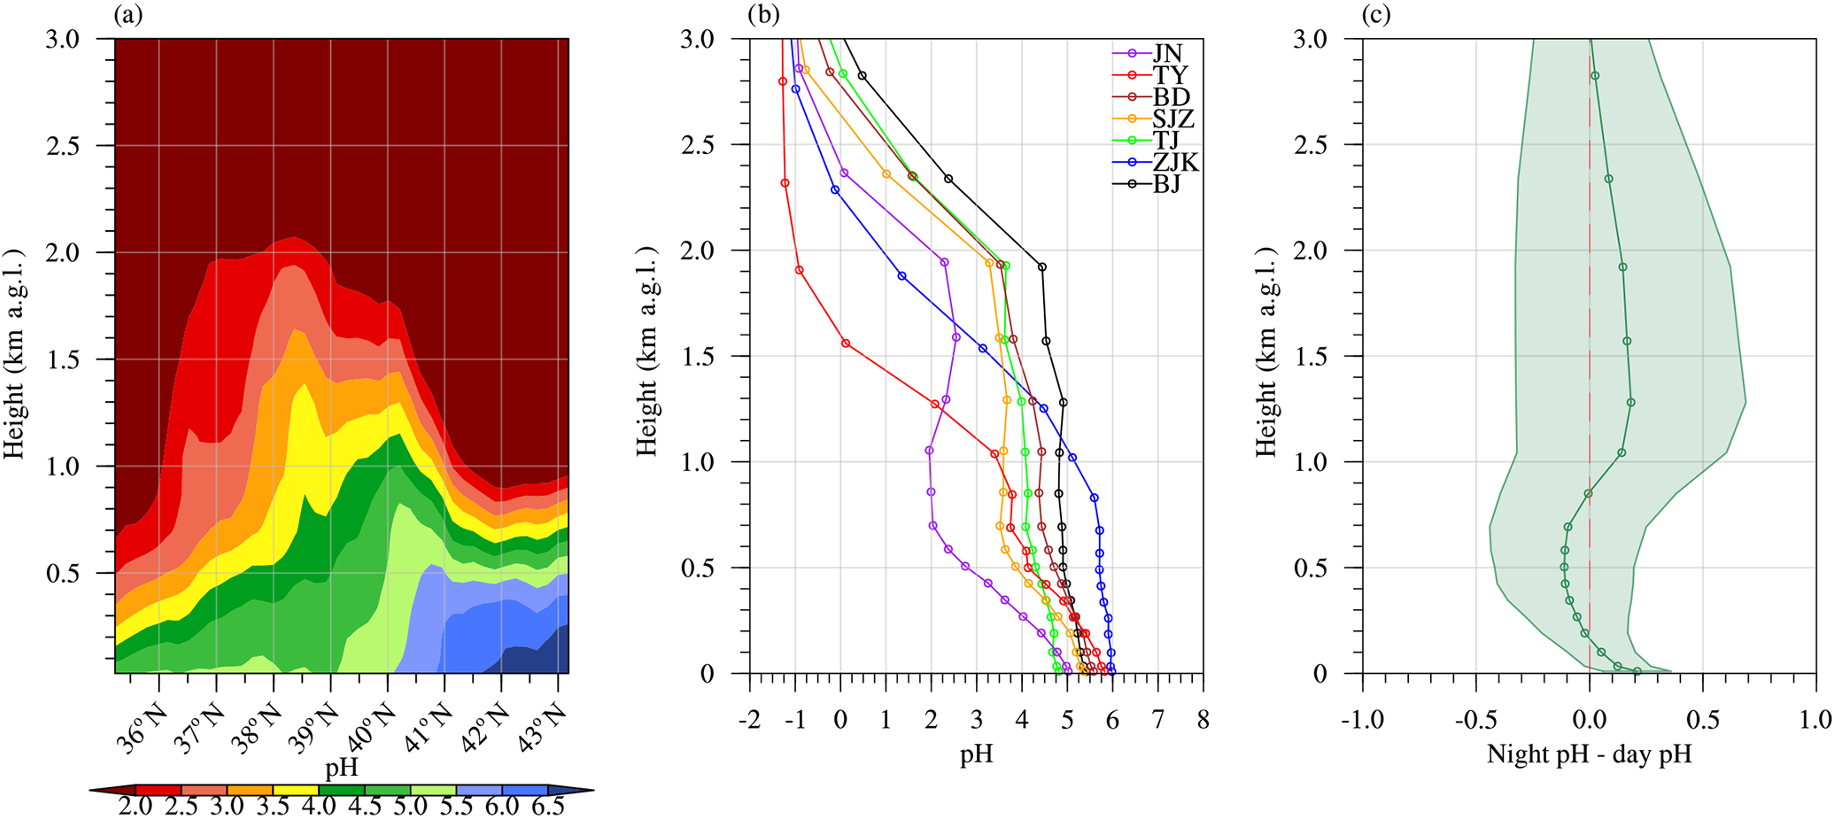 (a)
3.0
2.5
2.0
1.5
1.0
0.5
Height (km a.g.l.)
36°N 37°N 38°N 39°N 40°N 41°N 42°N 43°N
pH
2.0 2.5 3.0 3.5 4.0 4.5 5.0 5.5 6.0 6.5
(b)
3.0
2.5
2.0
1.5
1.0
0.5
0
Height (km a.g.l.)
JN
TY
BD
SJZ
TJ
ZJK
BJ
-2 -1 0 1 2 3 4 5 6 7 8
pH
(c)
3.0
2.5
2.0
1.5
1.0
0.5
0
Height (km a.g.l.)
-1.0 -0.5 0.0 0.5 1.0
Night pH - day pH